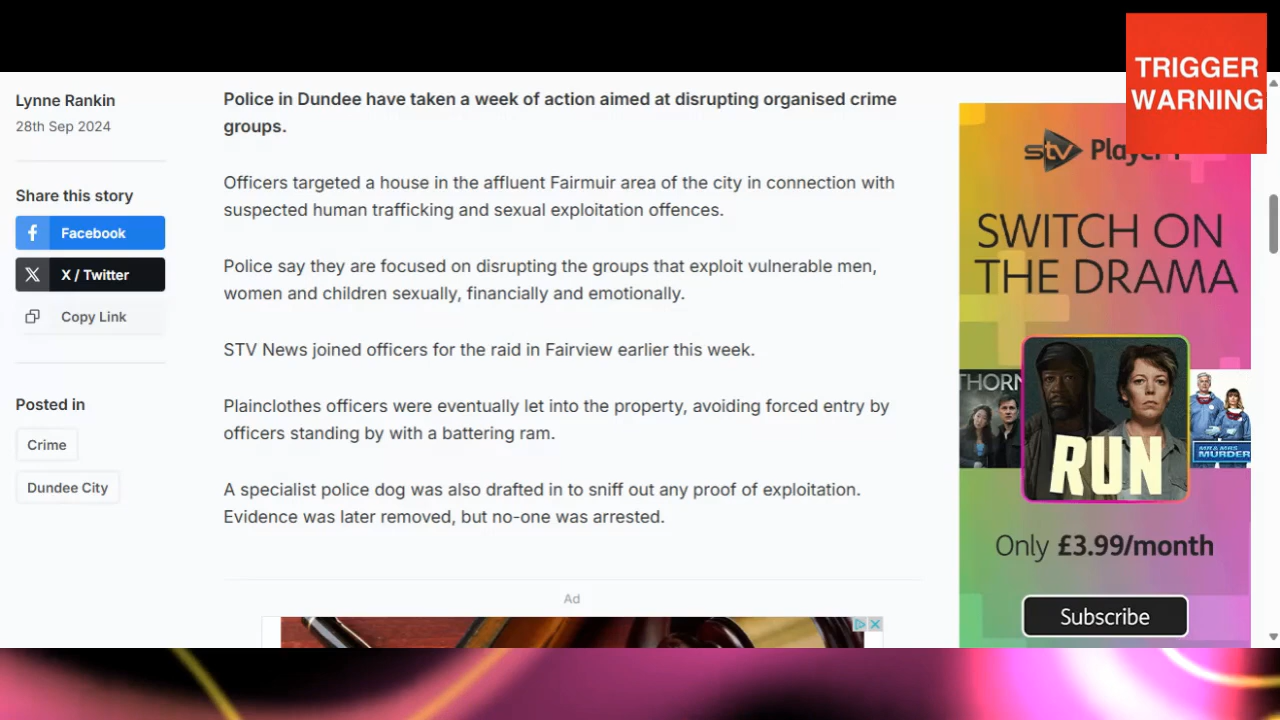 TRIGGER
WARNING
Lynne Rankin
28th Sep 2024
Share this story
Facebook
X / Twitter
Copy Link
Posted in
Crime
Dundee City
Police in Dundee have taken a week of action aimed at disrupting organised crime
groups.
Officers targeted a house in the affluent Fairmuir area of the city in connection with
suspected human trafficking and sexual exploitation offences.
Police say they are focused on disrupting the groups that exploit vulnerable men,
women and children sexually, financially and emotionally.
STV News joined officers for the raid in Fairview earlier this week.
Plainclothes officers were eventually let into the property, avoiding forced entry by
officers standing by with a battering ram.
A specialist police dog was also drafted in to sniff out any proof of exploitation.
Evidence was later removed, but no-one was arrested.
Ad
stv
SWITCH ON
THE DRAMA
THORN
RUN
MR & MRS
MURDER
Only £3.99/month
Subscribe